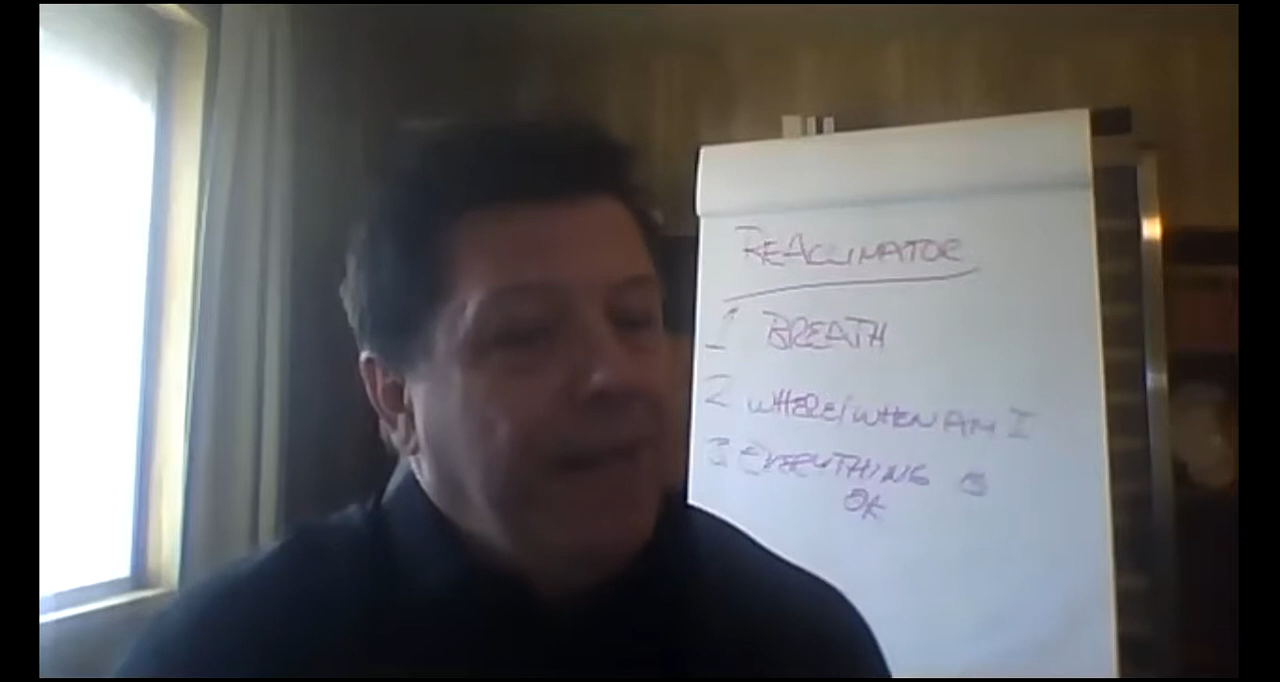 REACLIMATOR
1 BREATH
2 WHERE/WHEN AM I
3 EVERYTHING IS
OK